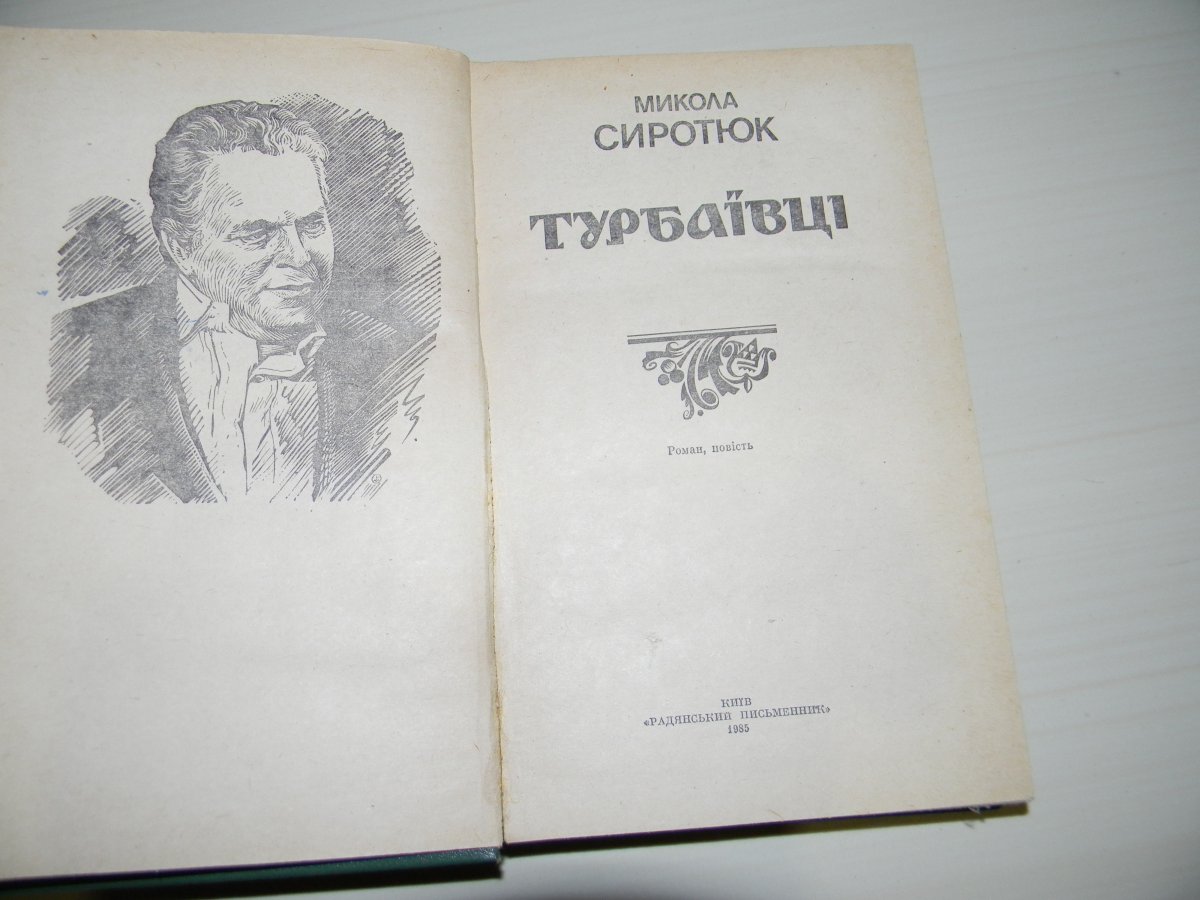 МИКОЛА
СИРОТЮК
ТУРБАЇВЦІ
Роман, повість
КИЇВ
«РАДЯНСЬКИЙ ПИСЬМЕННИК»
1985